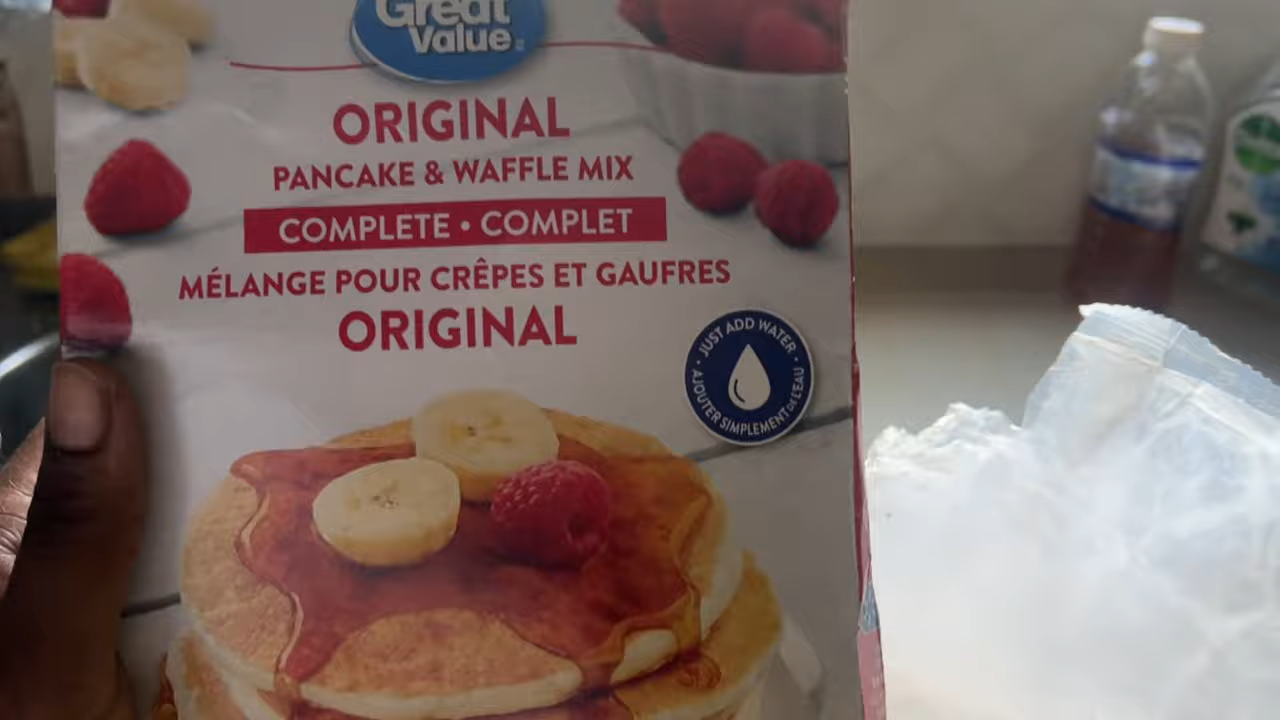 Great
Value
ORIGINAL
PANCAKE & WAFFLE MIX
COMPLETE • COMPLET
MÉLANGE POUR CRÊPES ET GAUFRES
ORIGINAL
• JUST ADD WATER •
AJOUTER SIMPLEMENT DE L'EAU